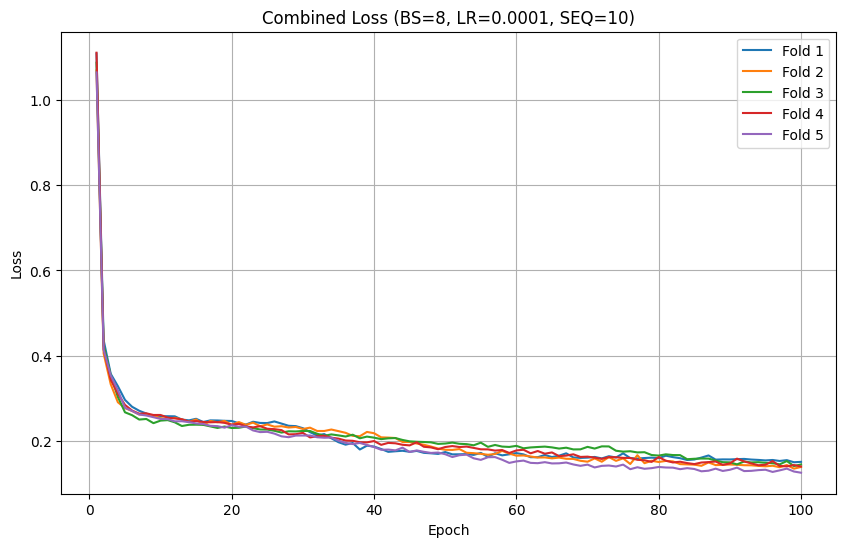 Combined Loss (BS=8, LR=0.0001, SEQ=10)
Fold 1
Fold 2
Fold 3
Fold 4
Fold 5
Loss
1.0
0.8
0.6
0.4
0.2
0 20 40 60 80 100
Epoch